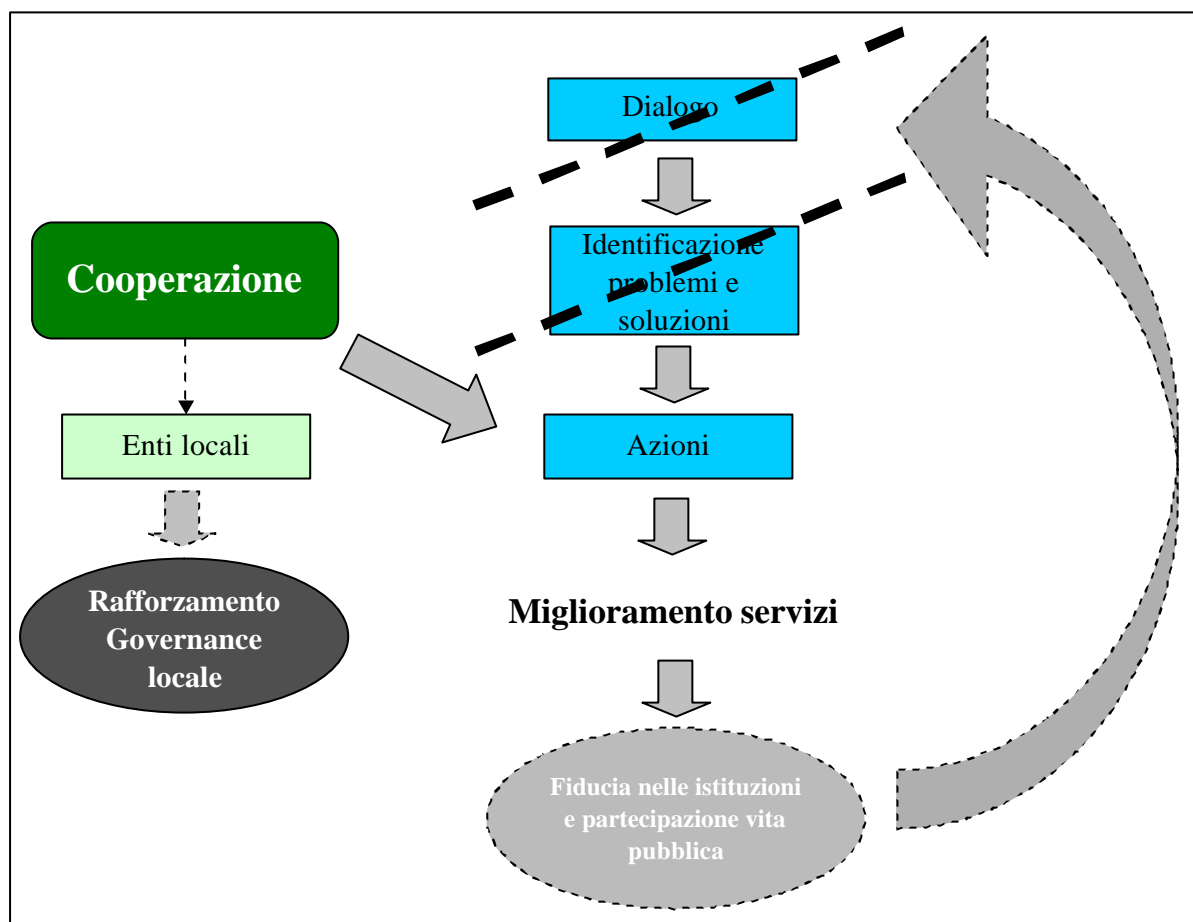 Dialogo
Identificazione
problemi e
soluzioni
Cooperazione
Enti locali
Azioni
Rafforzamento
Governance
locale
Miglioramento servizi
Fiducia nelle istituzioni
e partecipazione vita
pubblica